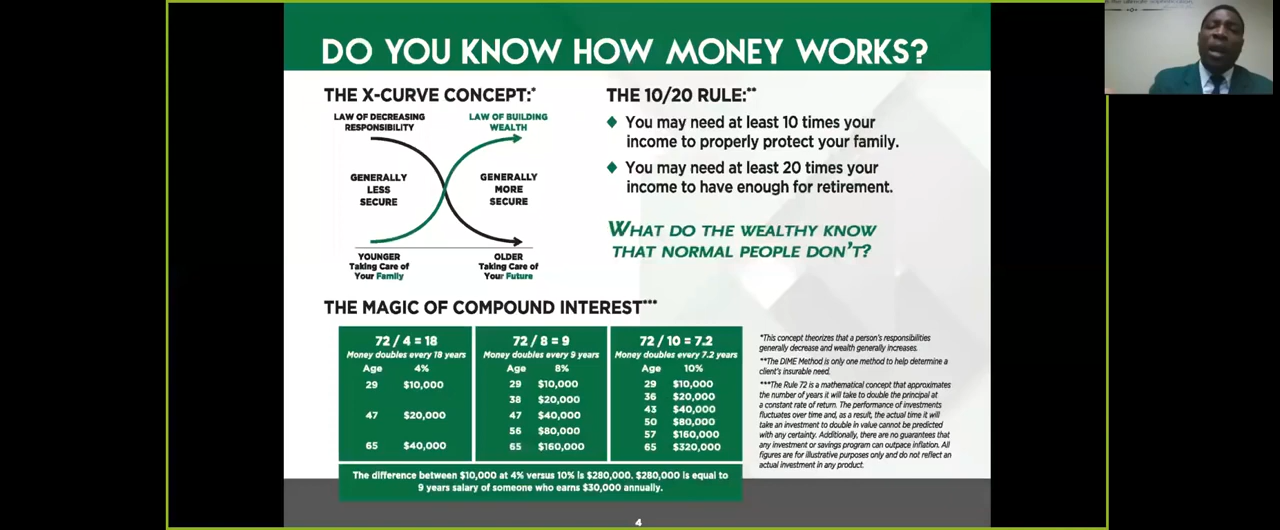 DO YOU KNOW HOW MONEY WORKS?
THE X-CURVE CONCEPT:*
LAW OF DECREASING
RESPONSIBILITY
LAW OF BUILDING
WEALTH
GENERALLY
LESS
SECURE
GENERALLY
MORE
SECURE
YOUNGER
Taking Care of
Your Family
OLDER
Taking Care of
Your Future
THE 10/20 RULE:**
You may need at least 10 times your
income to properly protect your family.
You may need at least 20 times your
income to have enough for retirement.
WHAT DO THE WEALTHY KNOW
THAT NORMAL PEOPLE DON'T?
THE MAGIC OF COMPOUND INTEREST***
72 / 4 = 18
Money doubles every 18 years
Age 4%
29 $10,000
47 $20,000
65 $40,000
72 / 8 = 9
Money doubles every 9 years
Age 8%
29 $10,000
38 $20,000
47 $40,000
56 $80,000
65 $160,000
72 / 10 = 7.2
Money doubles every 7.2 years
Age 10%
29 $10,000
36 $20,000
43 $40,000
50 $80,000
57 $160,000
65 $320,000
The difference between $10,000 at 4% versus 10% is $280,000. $280,000 is equal to
9 years salary of someone who earns $30,000 annually.
*This concept theorizes that a person's responsibilities
generally decrease and wealth generally increases.
**The DIME Method is only one method to help determine a
client's insurable need.
***The Rule 72 is a mathematical concept that approximates
the number of years it will take to double the principal at
a constant rate of return. The performance of investments
fluctuates over time and, as a result, the actual time it will
take an investment to double in value cannot be predicted
with any certainty. Additionally, there are no guarantees that
any investment or savings program can outpace inflation. All
figures are for illustrative purposes only and do not reflect an
actual investment in any product.
4